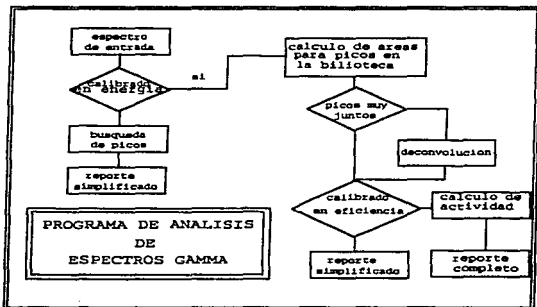 espectro
de entrada
calibrado
en energia
si
busqueda
de picos
reporte
simplificado
calculo de areas
para picos en
la bilioteca
picos muy
juntos
deconvolucion
calibrado
en eficiencia
calculo de
actividad
reporte
simplificado
reporte
completo
PROGRAMA DE ANALISIS
DE
ESPECTROS GAMMA